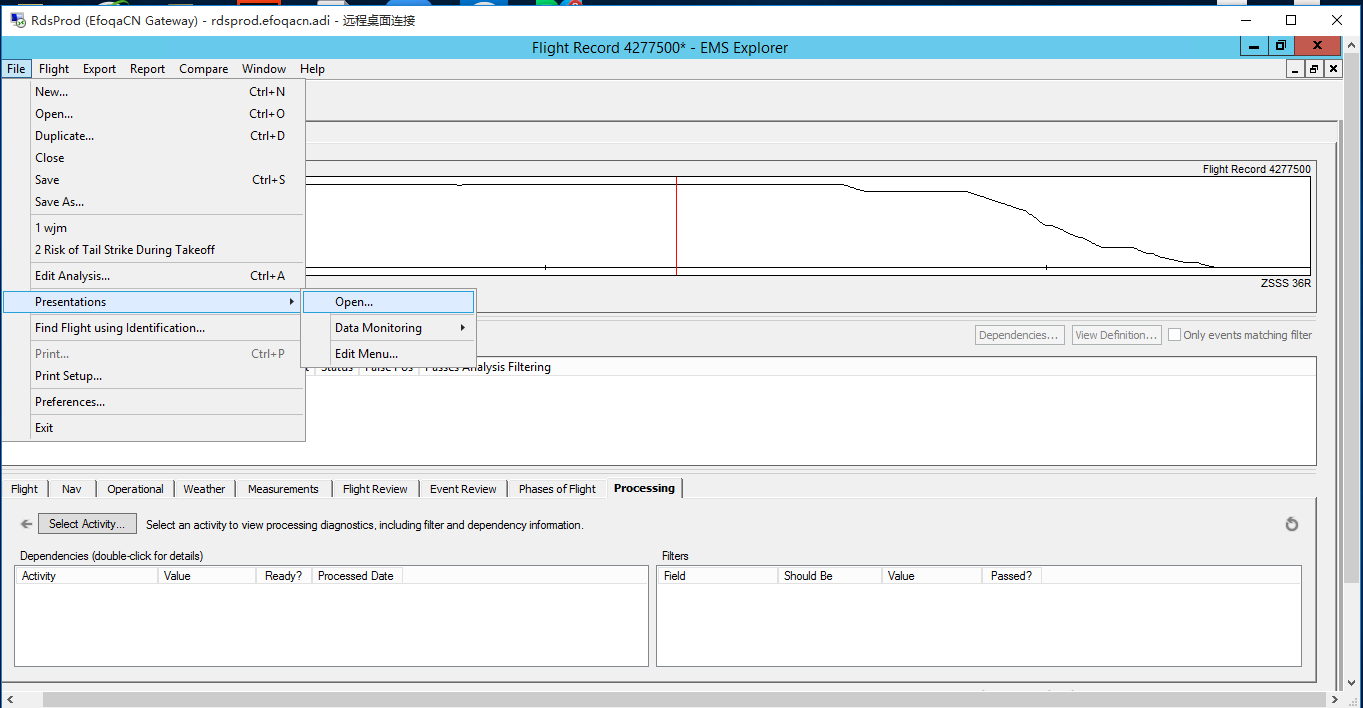 RdsProd (EfoqaCN Gateway) - rdsprod.efoqacn.adi - 远程桌面连接
Flight Record 4277500* - EMS Explorer
File Flight Export Report Compare Window Help
New... Ctrl+N
Open... Ctrl+O
Duplicate... Ctrl+D
Close
Save Ctrl+S
Save As...
1 wjm
2 Risk of Tail Strike During Takeoff
Edit Analysis... Ctrl+A
Presentations
Find Flight using Identification...
Print... Ctrl+P
Print Setup...
Preferences...
Exit
Open...
Data Monitoring
Edit Menu...
Flight Record 4277500
ZSSS 36R
Dependencies... View Definition... Only events matching filter
Status False Pos Passes Analysis Filtering
Flight Nav Operational Weather Measurements Flight Review Event Review Phases of Flight Processing
Select Activity... Select an activity to view processing diagnostics, including filter and dependency information.
Dependencies (double-click for details) Filters
Activity Value Ready? Processed Date Field Should Be Value Passed?